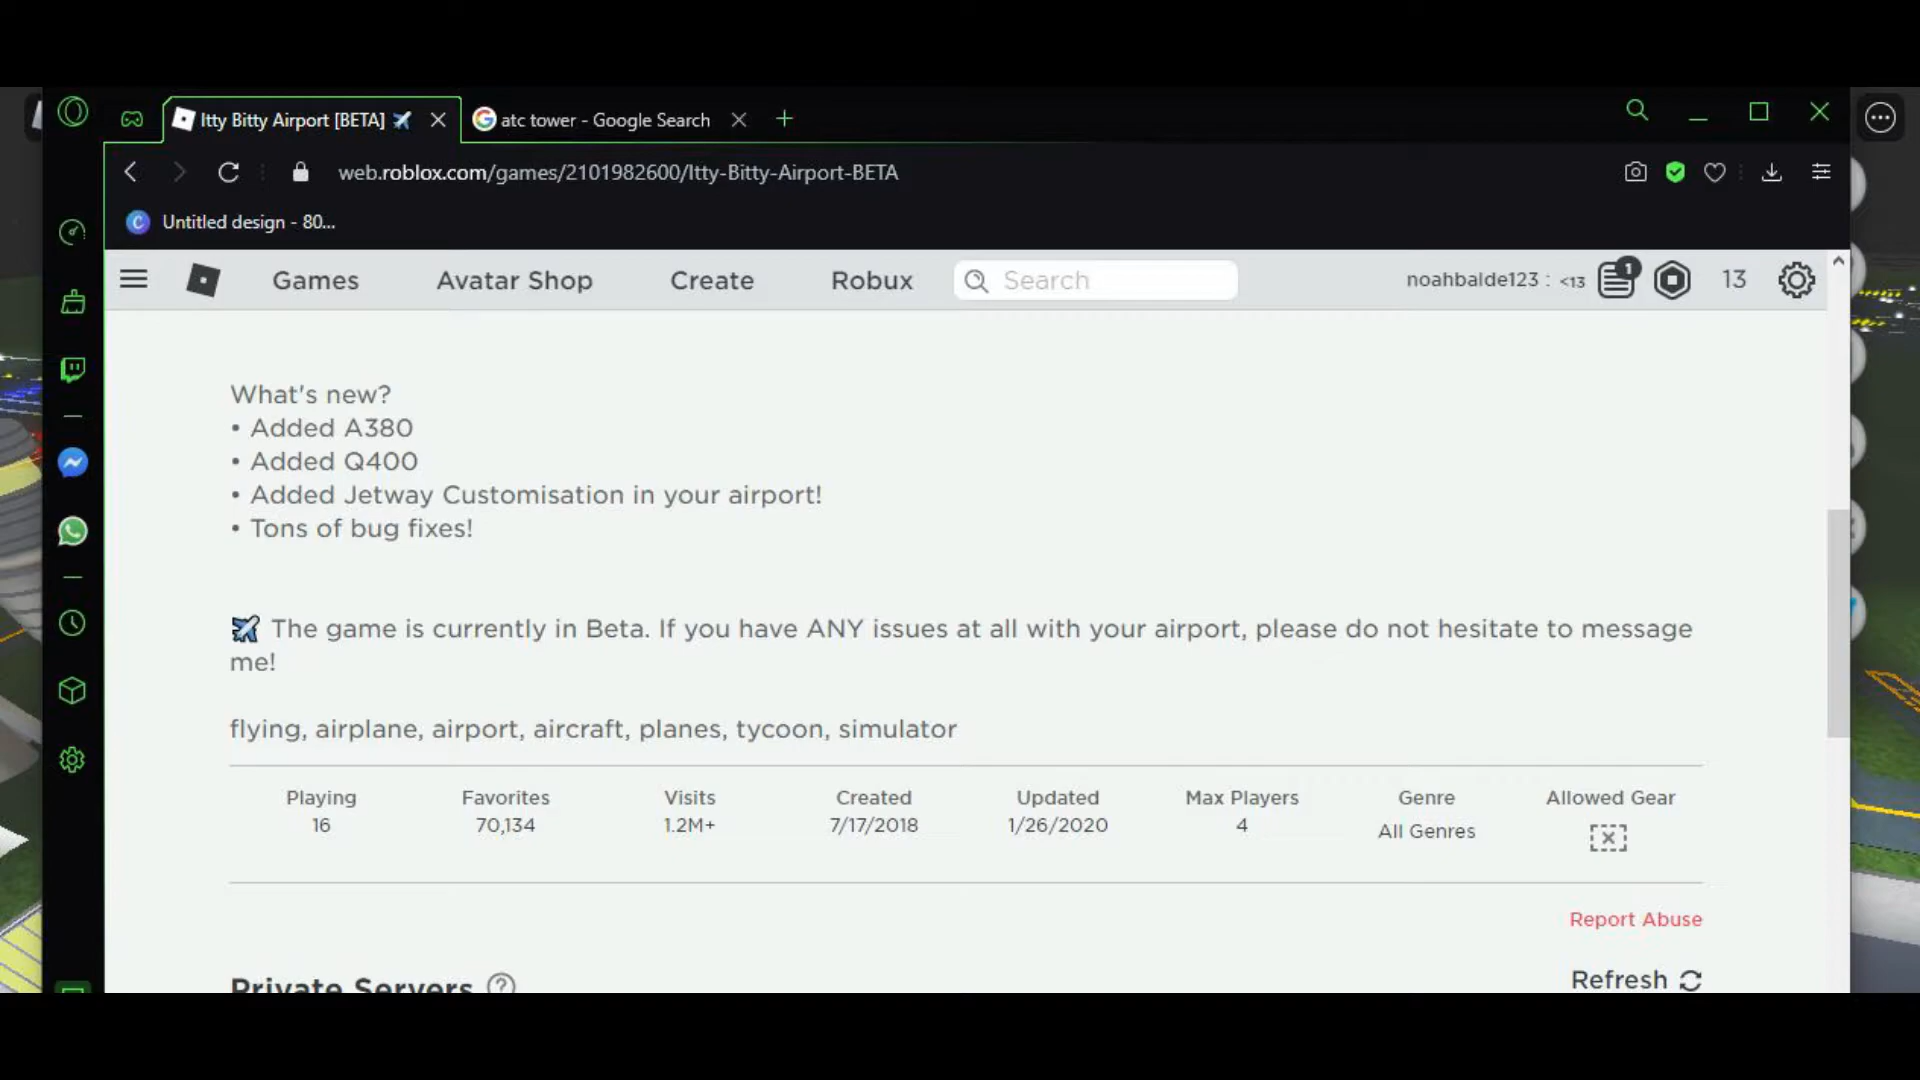 Itty Bitty Airport [BETA] ✈️
atc tower - Google Search
web.roblox.com/games/2101982600/Itty-Bitty-Airport-BETA
Untitled design - 80...
Games
Avatar Shop
Create
Robux
Search
noahbalde123 : <13
1
13
What's new?
• Added A380
• Added Q400
• Added Jetway Customisation in your airport!
• Tons of bug fixes!
The game is currently in Beta. If you have ANY issues at all with your airport, please do not hesitate to message
me!
flying, airplane, airport, aircraft, planes, tycoon, simulator
Playing Favorites Visits Created Updated Max Players Genre Allowed Gear
16 70,134 1.2M+ 7/17/2018 1/26/2020 4 All Genres
Report Abuse
Private Servers
Refresh